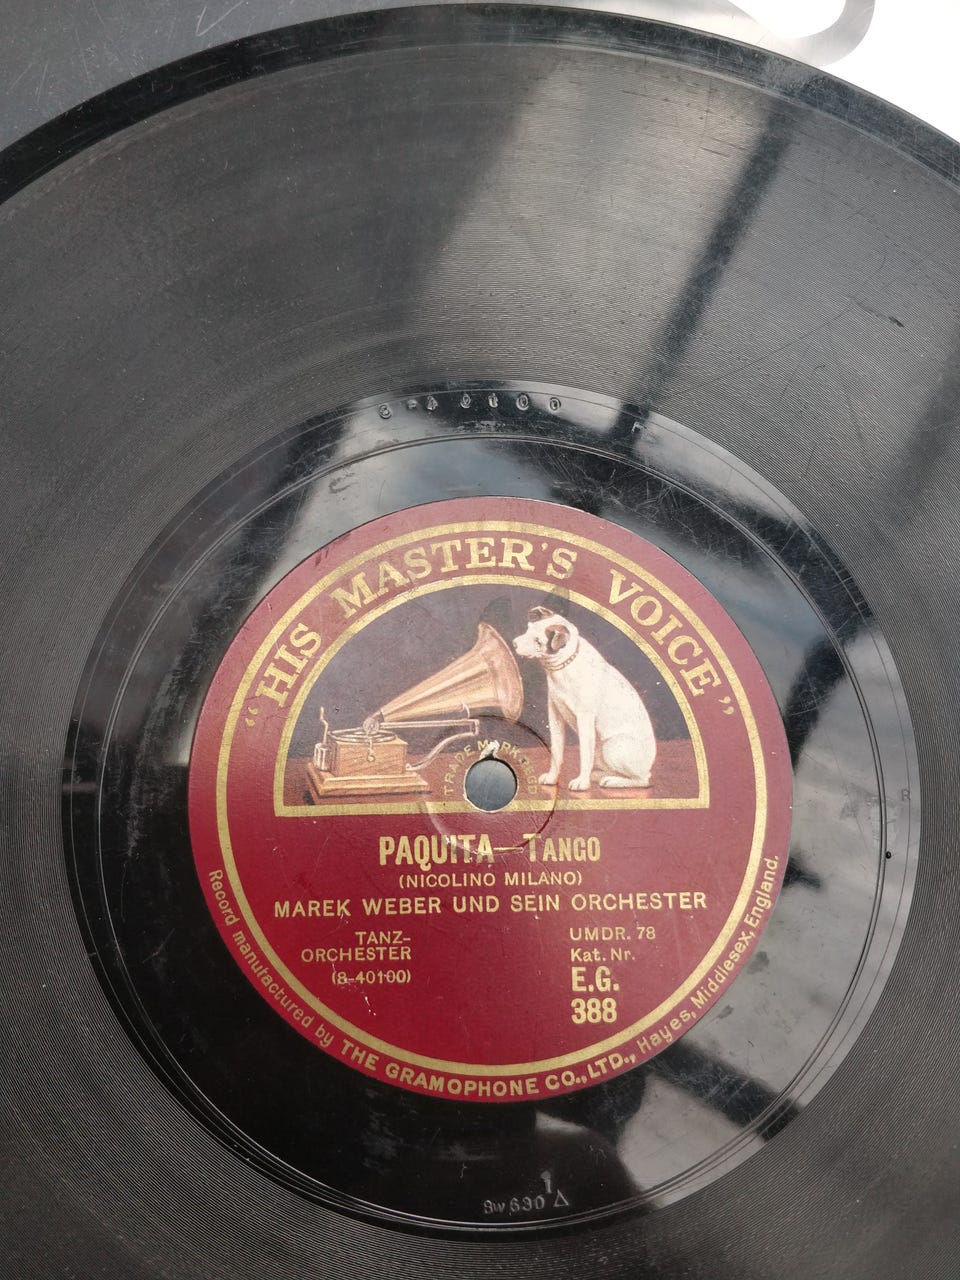 8-40100
"HIS MASTER'S VOICE"
TRADE MARK REGD
PAQUITA—TANGO
(NICOLINO MILANO)
MAREK WEBER UND SEIN ORCHESTER
TANZ-
ORCHESTER
(8-40100)
UMDR. 78
Kat. Nr.
E.G.
388
Record manufactured by THE GRAMOPHONE CO., LTD., Hayes, Middlesex, England.
R
Bw 630 1 Δ